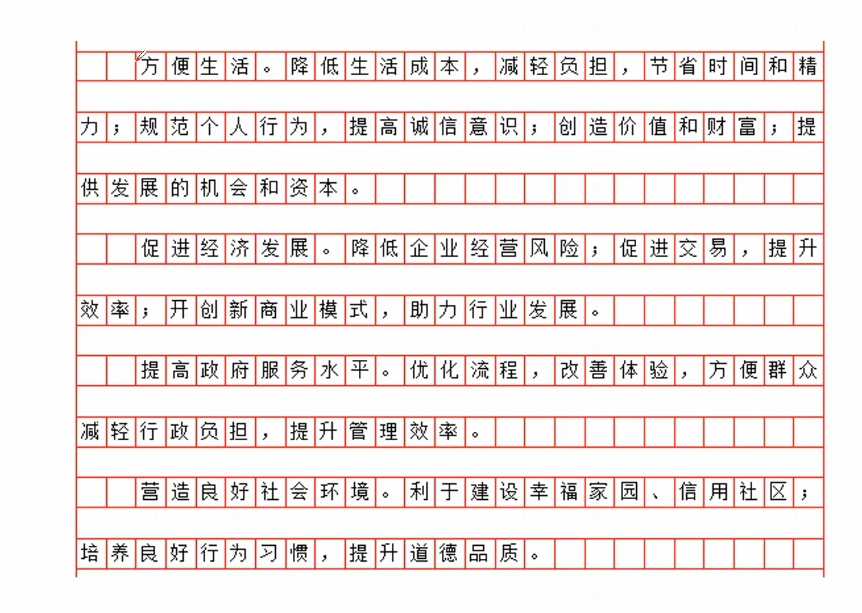 方便生活。降低生活成本，减轻负担，节省时间和精
力；规范个人行为，提高诚信意识；创造价值和财富；提
供发展的机会和资本。
促进经济发展。降低企业经营风险；促进交易，提升
效率；开创新商业模式，助力行业发展。
提高政府服务水平。优化流程，改善体验，方便群众
减轻行政负担，提升管理效率。
营造良好社会环境。利于建设幸福家园、信用社区；
培养良好行为习惯，提升道德品质。